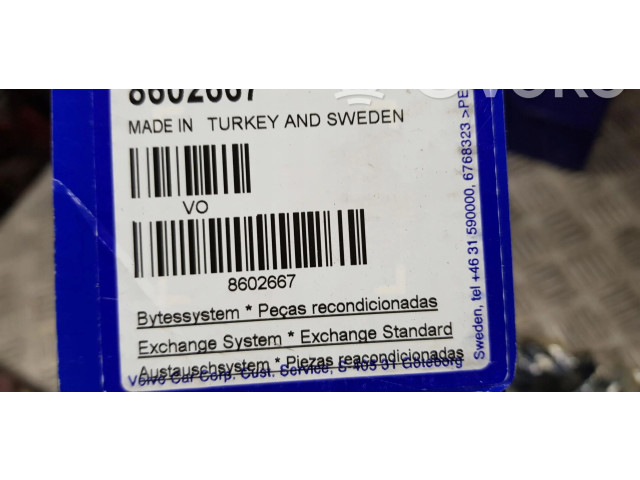 8602667
MADE IN TURKEY AND SWEDEN
VO
8602667
Bytessystem * Peças recondicionadas
Exchange System * Exchange Standard
Austauschsystem * Piezas reacondicionadas
Volvo Car Corp. Cust. Service, S-405 31 Göteborg
Sweden, tel +46 31 590000, 6768323 >PE